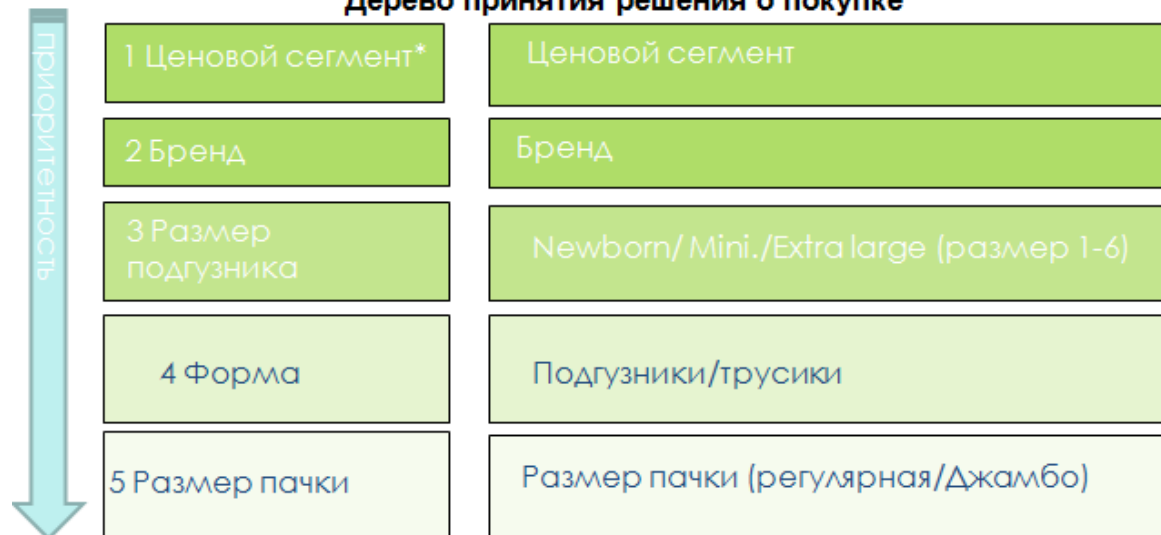 Дерево принятия решения о покупке
приоритетность
1 Ценовой сегмент*
Ценовой сегмент
2 Бренд
Бренд
3 Размер
подгузника
Newborn/ Mini./Extra large (размер 1-6)
4 Форма
Подгузники/трусики
5 Размер пачки
Размер пачки (регулярная/Джамбо)